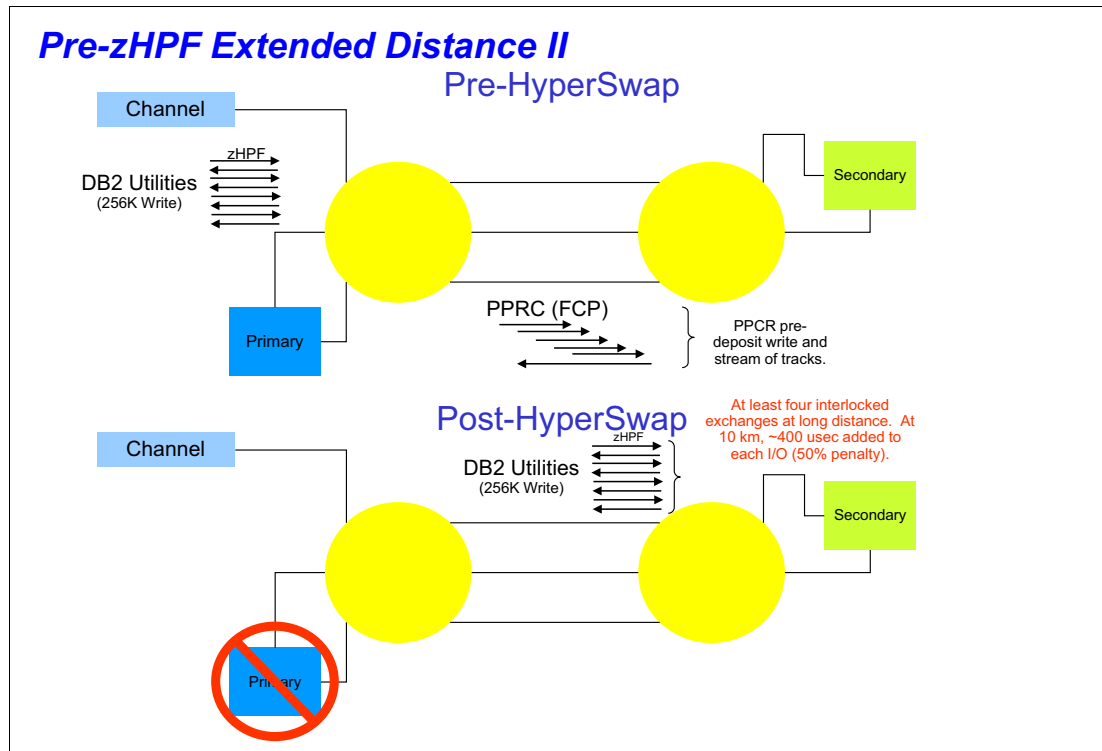 Pre-zHPF Extended Distance II
Pre-HyperSwap
Channel
zHPF
DB2 Utilities
(256K Write)
Secondary
Primary
PPRC (FCP)
PPCR pre-
deposit write and
stream of tracks.
Post-HyperSwap
At least four interlocked
exchanges at long distance. At
10 km, ~400 usec added to
each I/O (50% penalty).
Channel
zHPF
DB2 Utilities
(256K Write)
Secondary
Primary